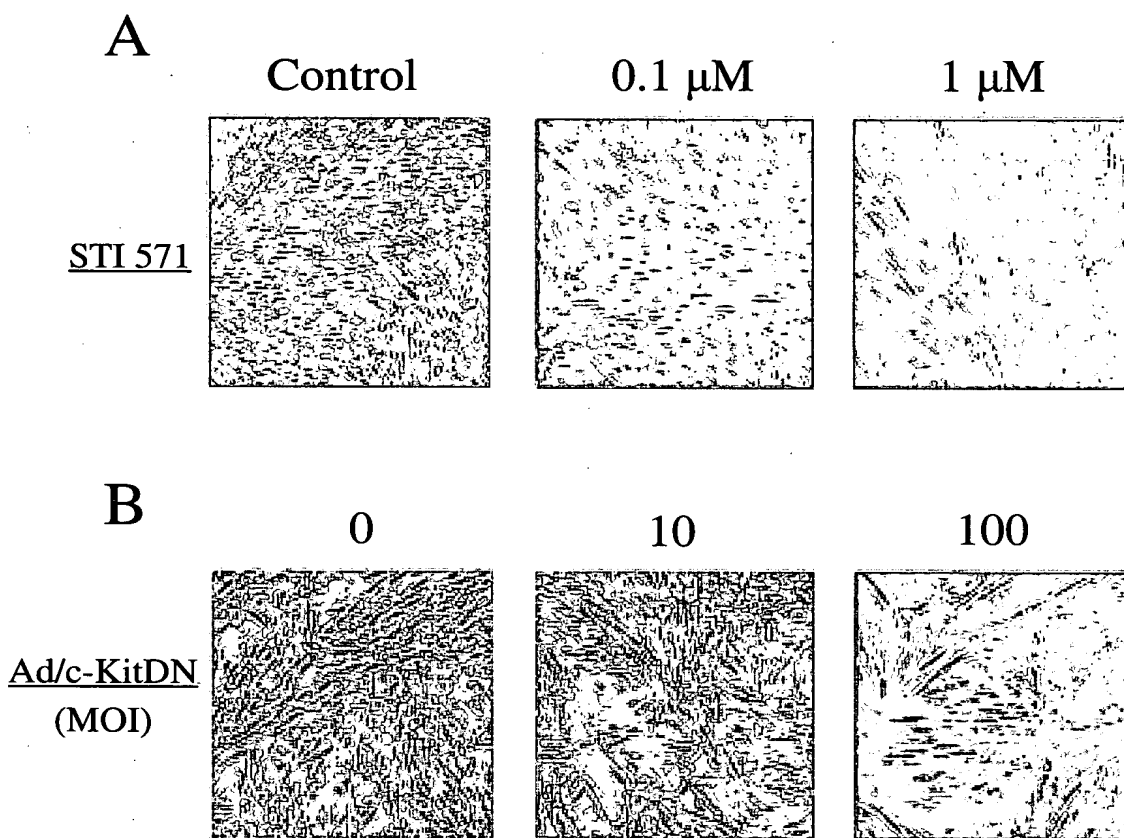 A
Control 0.1 μM 1 μM
STI 571
B
0 10 100
Ad/c-KitDN
(MOI)